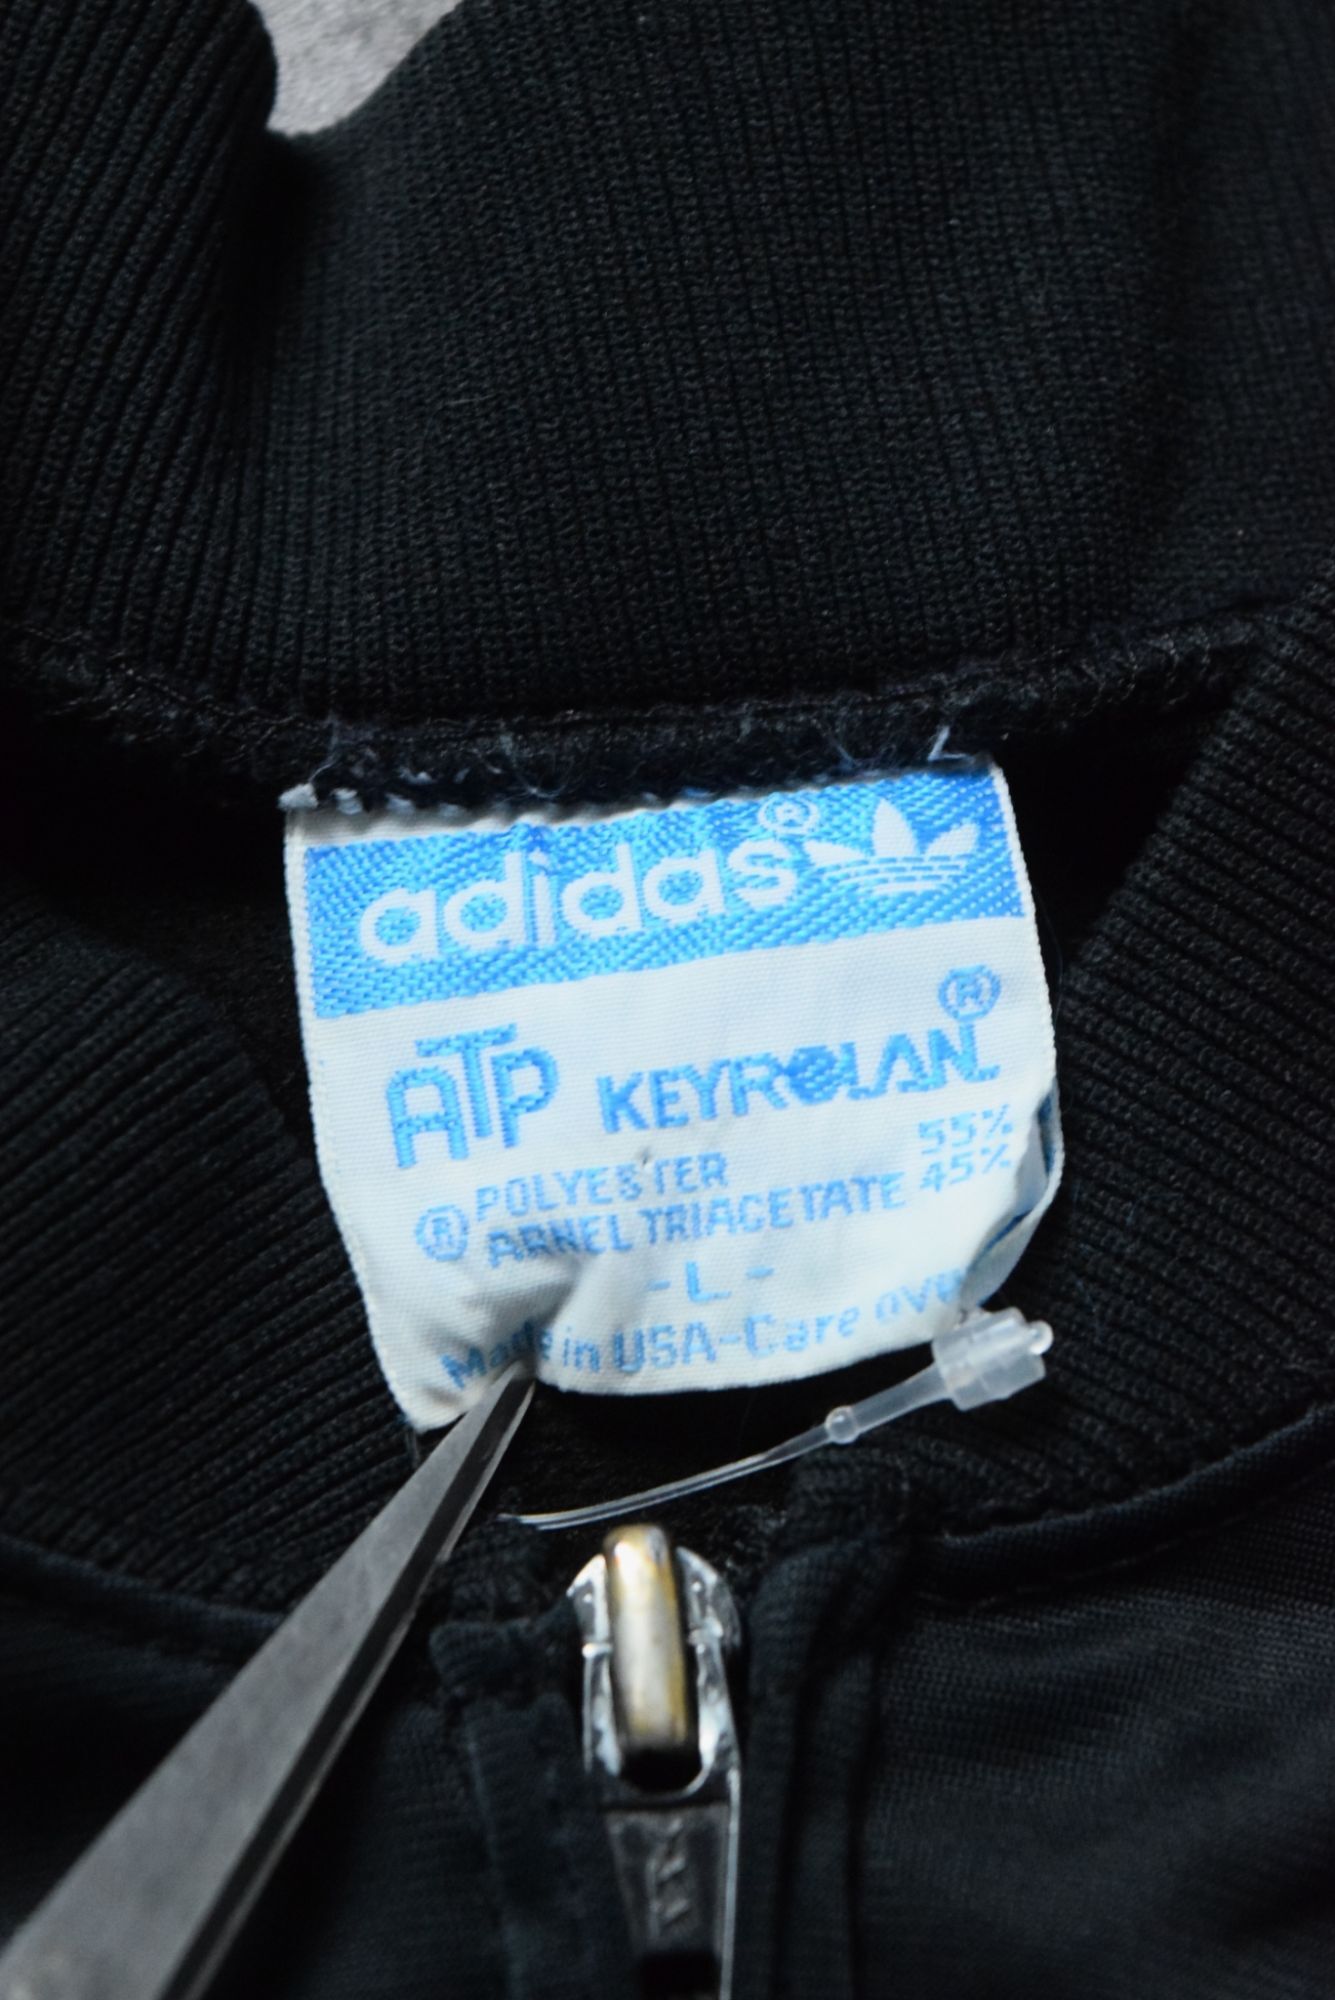 adidas®
ATP KEYROLAN®
POLYESTER 55%
® ARNEL TRIACETATE 45%
- L -
Made in USA-Care over